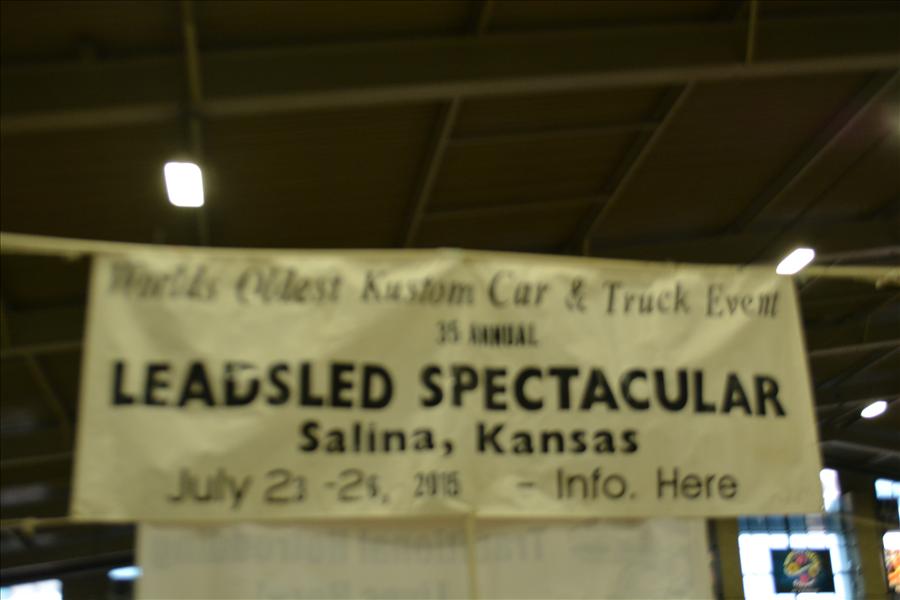 Worlds Oldest Kustom Car & Truck Event
35 ANNUAL
LEADSLED SPECTACULAR
Salina, Kansas
July 23 -26, 2015 - Info. Here